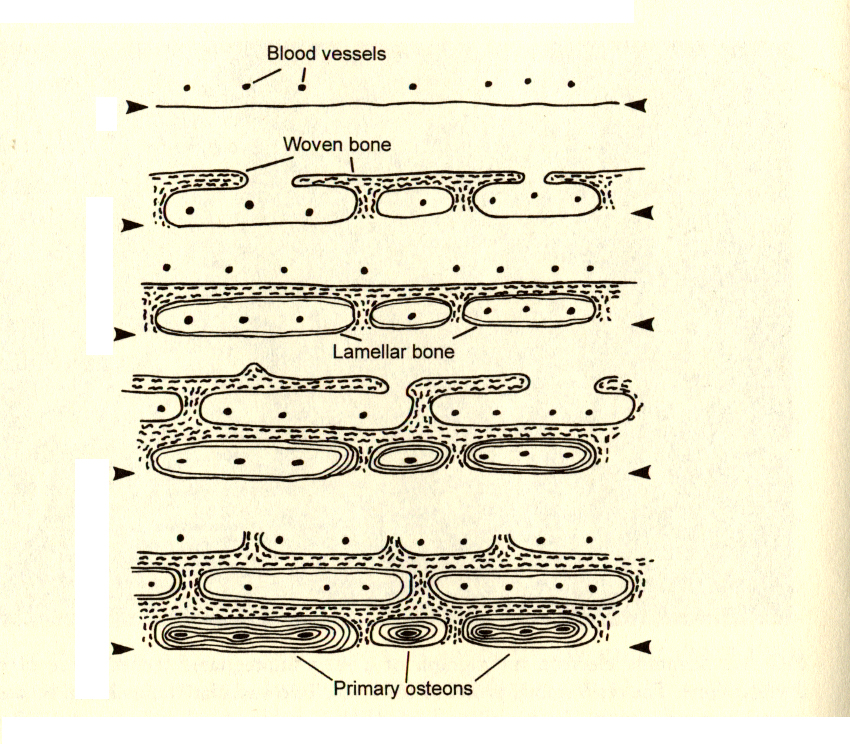 Blood vessels
Woven bone
Lamellar bone
Primary osteons